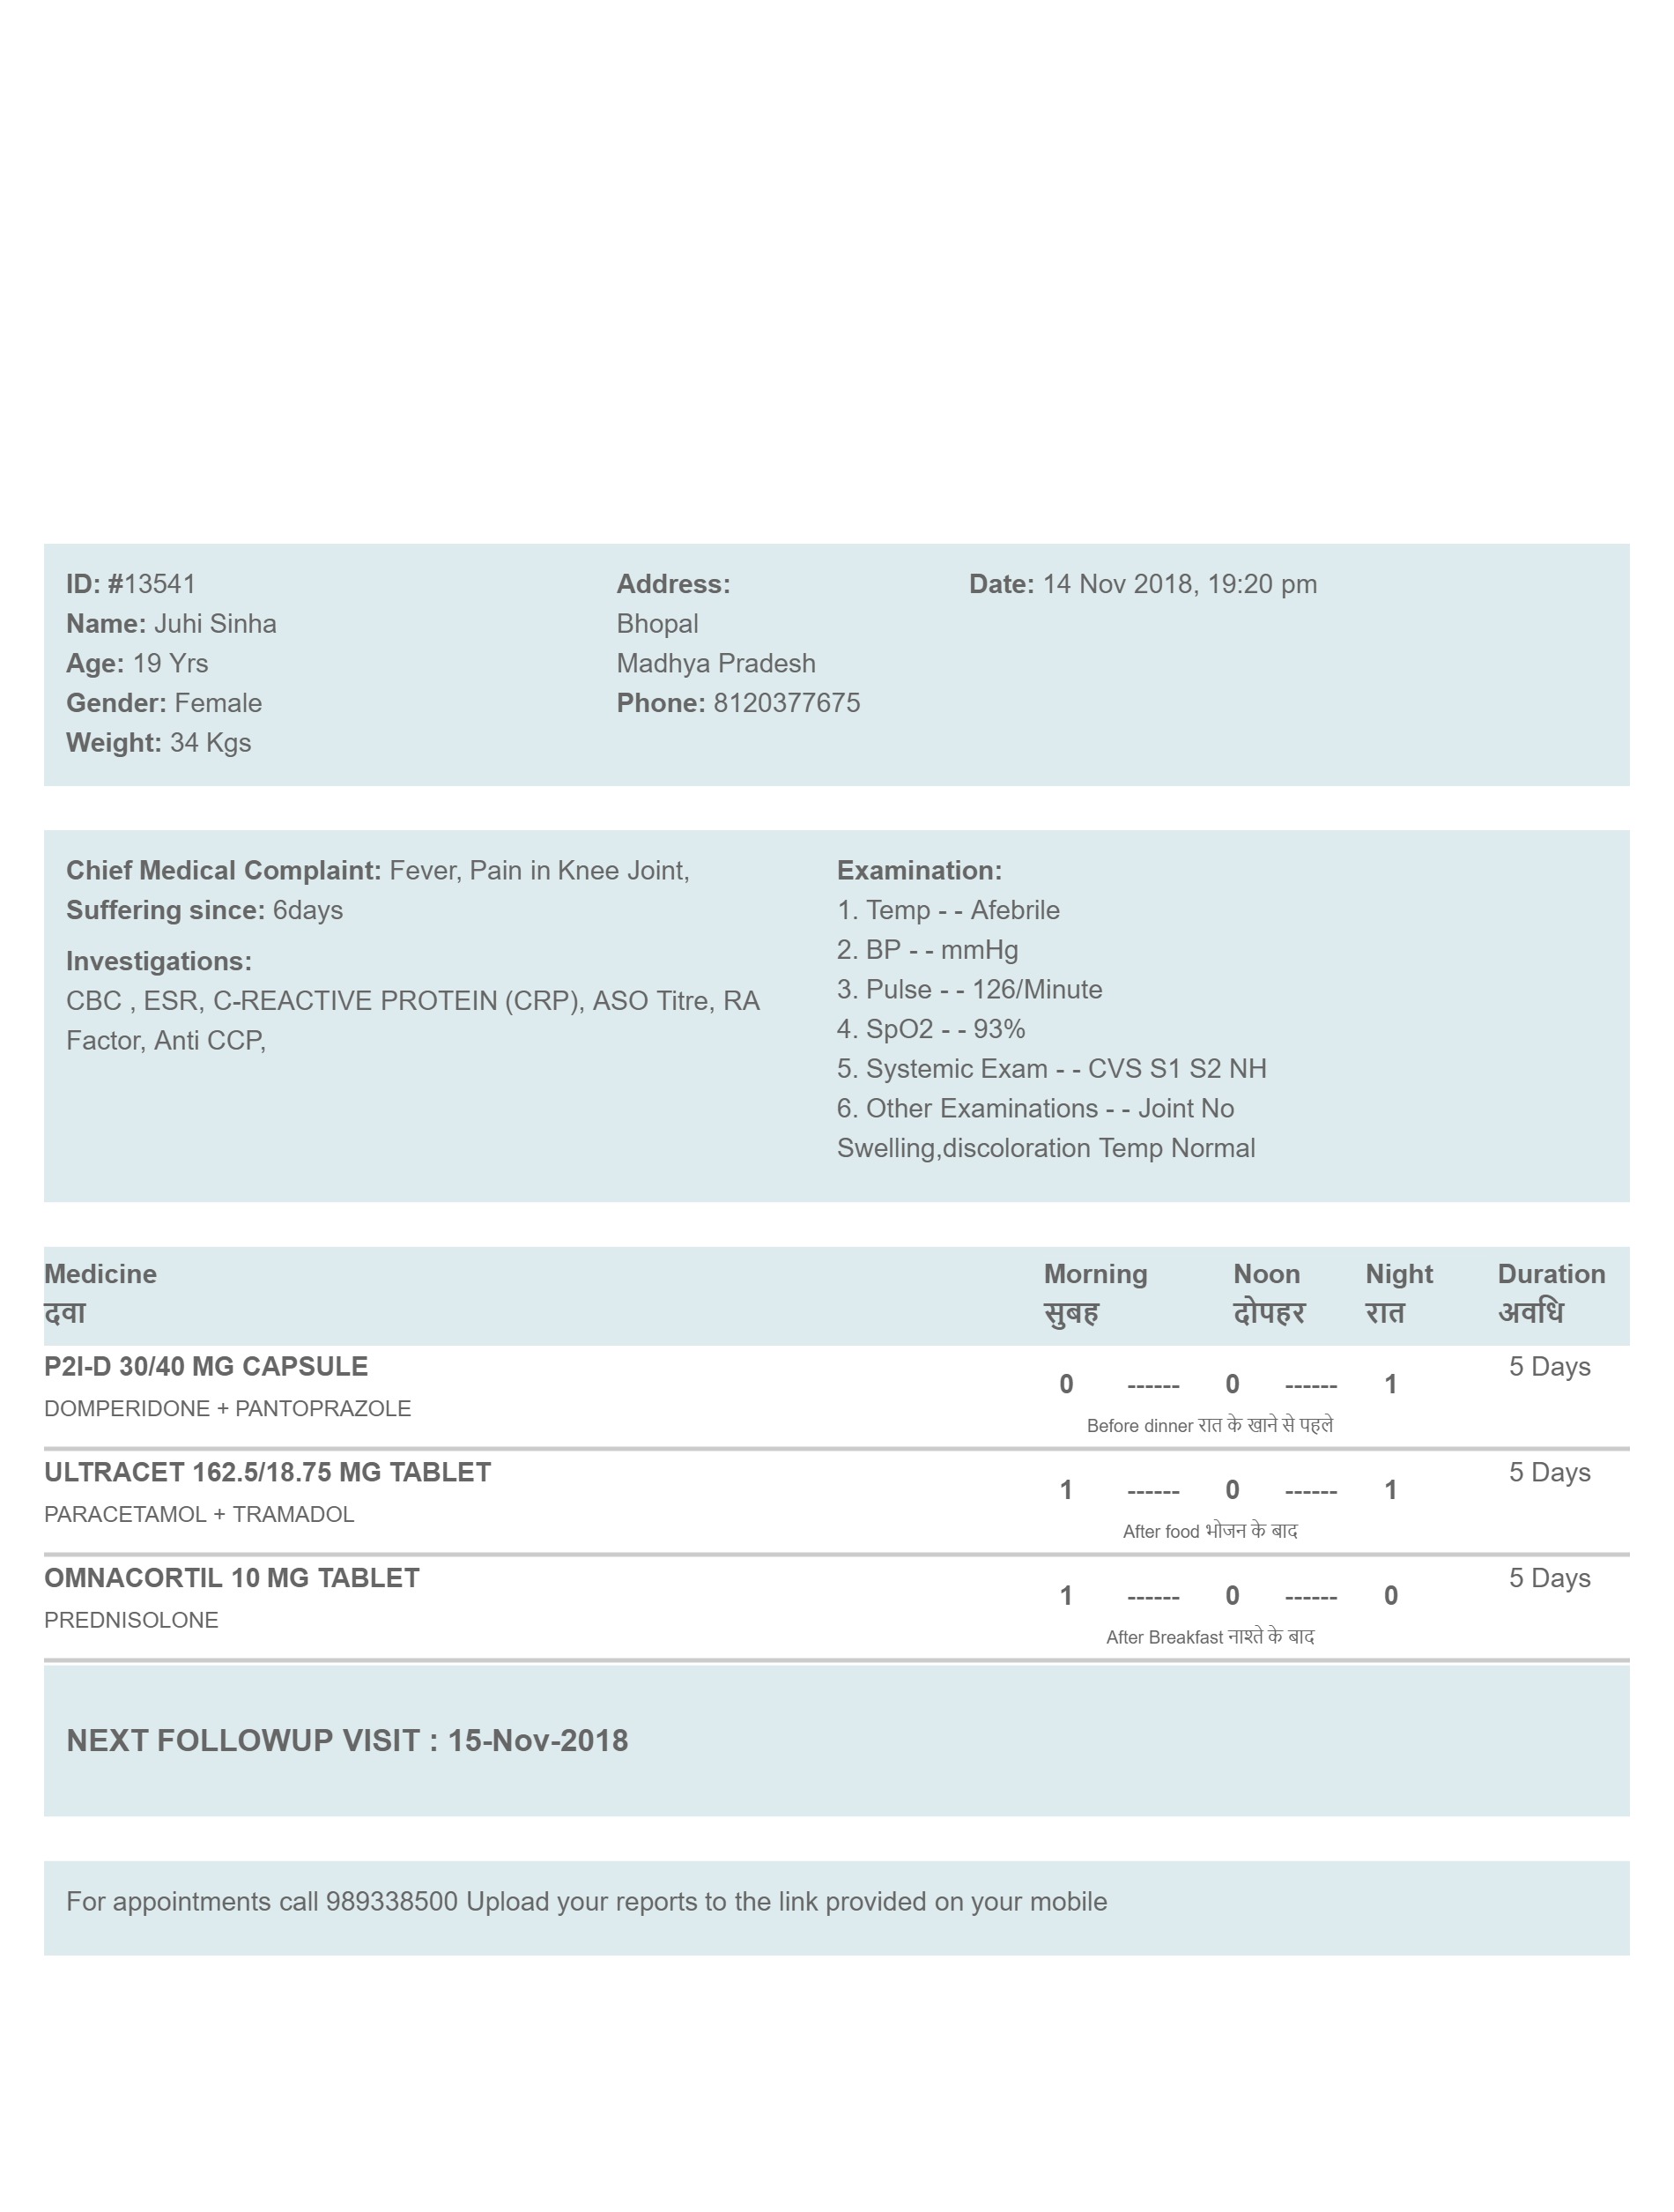 ID: #13541
Name: Juhi Sinha
Age: 19 Yrs
Gender: Female
Weight: 34 Kgs
Address:
Bhopal
Madhya Pradesh
Phone: 8120377675
Date: 14 Nov 2018, 19:20 pm
Chief Medical Complaint: Fever, Pain in Knee Joint,
Suffering since: 6days
Investigations:
CBC , ESR, C-REACTIVE PROTEIN (CRP), ASO Titre, RA
Factor, Anti CCP,
Examination:
1. Temp - - Afebrile
2. BP - - mmHg
3. Pulse - - 126/Minute
4. SpO2 - - 93%
5. Systemic Exam - - CVS S1 S2 NH
6. Other Examinations - - Joint No
Swelling,discoloration Temp Normal
Medicine Morning Noon Night Duration
दवा सुबह दोपहर रात अवधि
P2I-D 30/40 MG CAPSULE 5 Days
0 ------ 0 ------ 1
DOMPERIDONE + PANTOPRAZOLE
Before dinner रात के खाने से पहले
ULTRACET 162.5/18.75 MG TABLET 5 Days
1 ------ 0 ------ 1
PARACETAMOL + TRAMADOL
After food भोजन के बाद
OMNACORTIL 10 MG TABLET 5 Days
1 ------ 0 ------ 0
PREDNISOLONE
After Breakfast नाश्ते के बाद
NEXT FOLLOWUP VISIT : 15-Nov-2018
For appointments call 989338500 Upload your reports to the link provided on your mobile